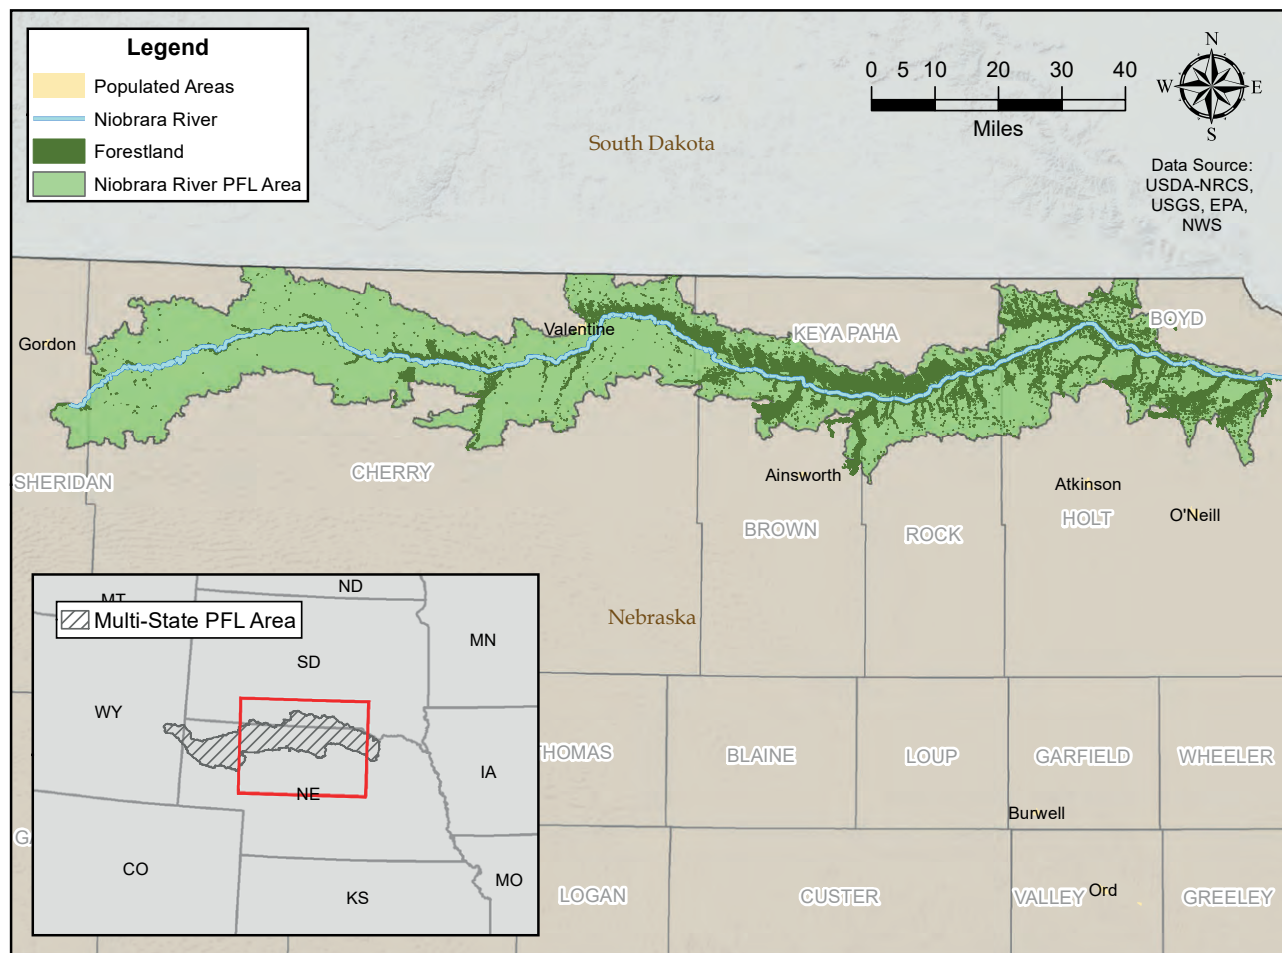 Legend
Populated Areas
Niobrara River
Forestland
Niobrara River PFL Area
0 5 10 20 30 40
Miles
N
W E
S
Data Source:
USDA-NRCS,
USGS, EPA,
NWS
South Dakota
Gordon
Valentine
KEYA PAHA
BOYD
SHERIDAN
CHERRY
Ainsworth
Atkinson
O'Neill
BROWN
ROCK
HOLT
Nebraska
THOMAS
BLAINE
LOUP
GARFIELD
WHEELER
Burwell
LOGAN
CUSTER
VALLEY
Ord
GREELEY
GA
Multi-State PFL Area
MT
ND
MN
SD
WY
IA
NE
CO
KS
MO